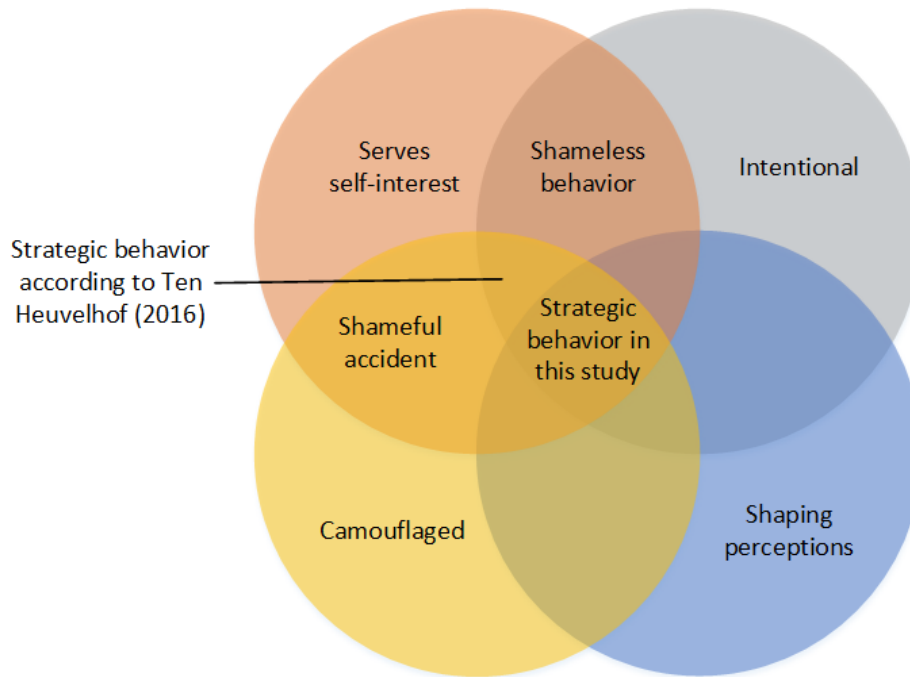 Serves
self-interest
Shameless
behavior
Intentional
Strategic behavior
according to Ten
Heuvelhof (2016)
Shameful
accident
Strategic
behavior in
this study
Camouflaged
Shaping
perceptions